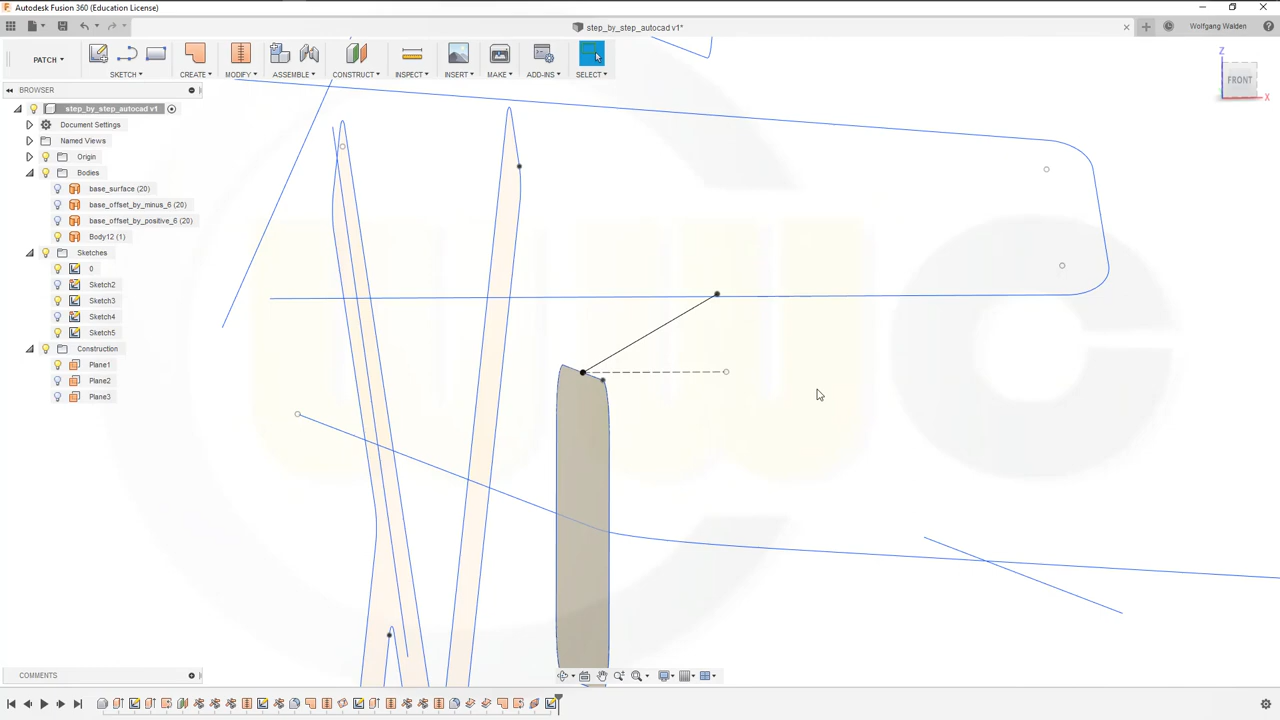 Autodesk Fusion 360 (Education License)
step_by_step_autocad v1*
Wolfgang Walden
PATCH
SKETCH
CREATE
MODIFY
ASSEMBLE
CONSTRUCT
INSPECT
INSERT
MAKE
ADD-INS
SELECT
BROWSER
step_by_step_autocad v1
Document Settings
Named Views
Origin
Bodies
base_surface (20)
base_offset_by_minus_6 (20)
base_offset_by_positive_6 (20)
Body12 (1)
Sketches
0
Sketch2
Sketch3
Sketch4
Sketch5
Construction
Plane1
Plane2
Plane3
Z
FRONT
X
COMMENTS